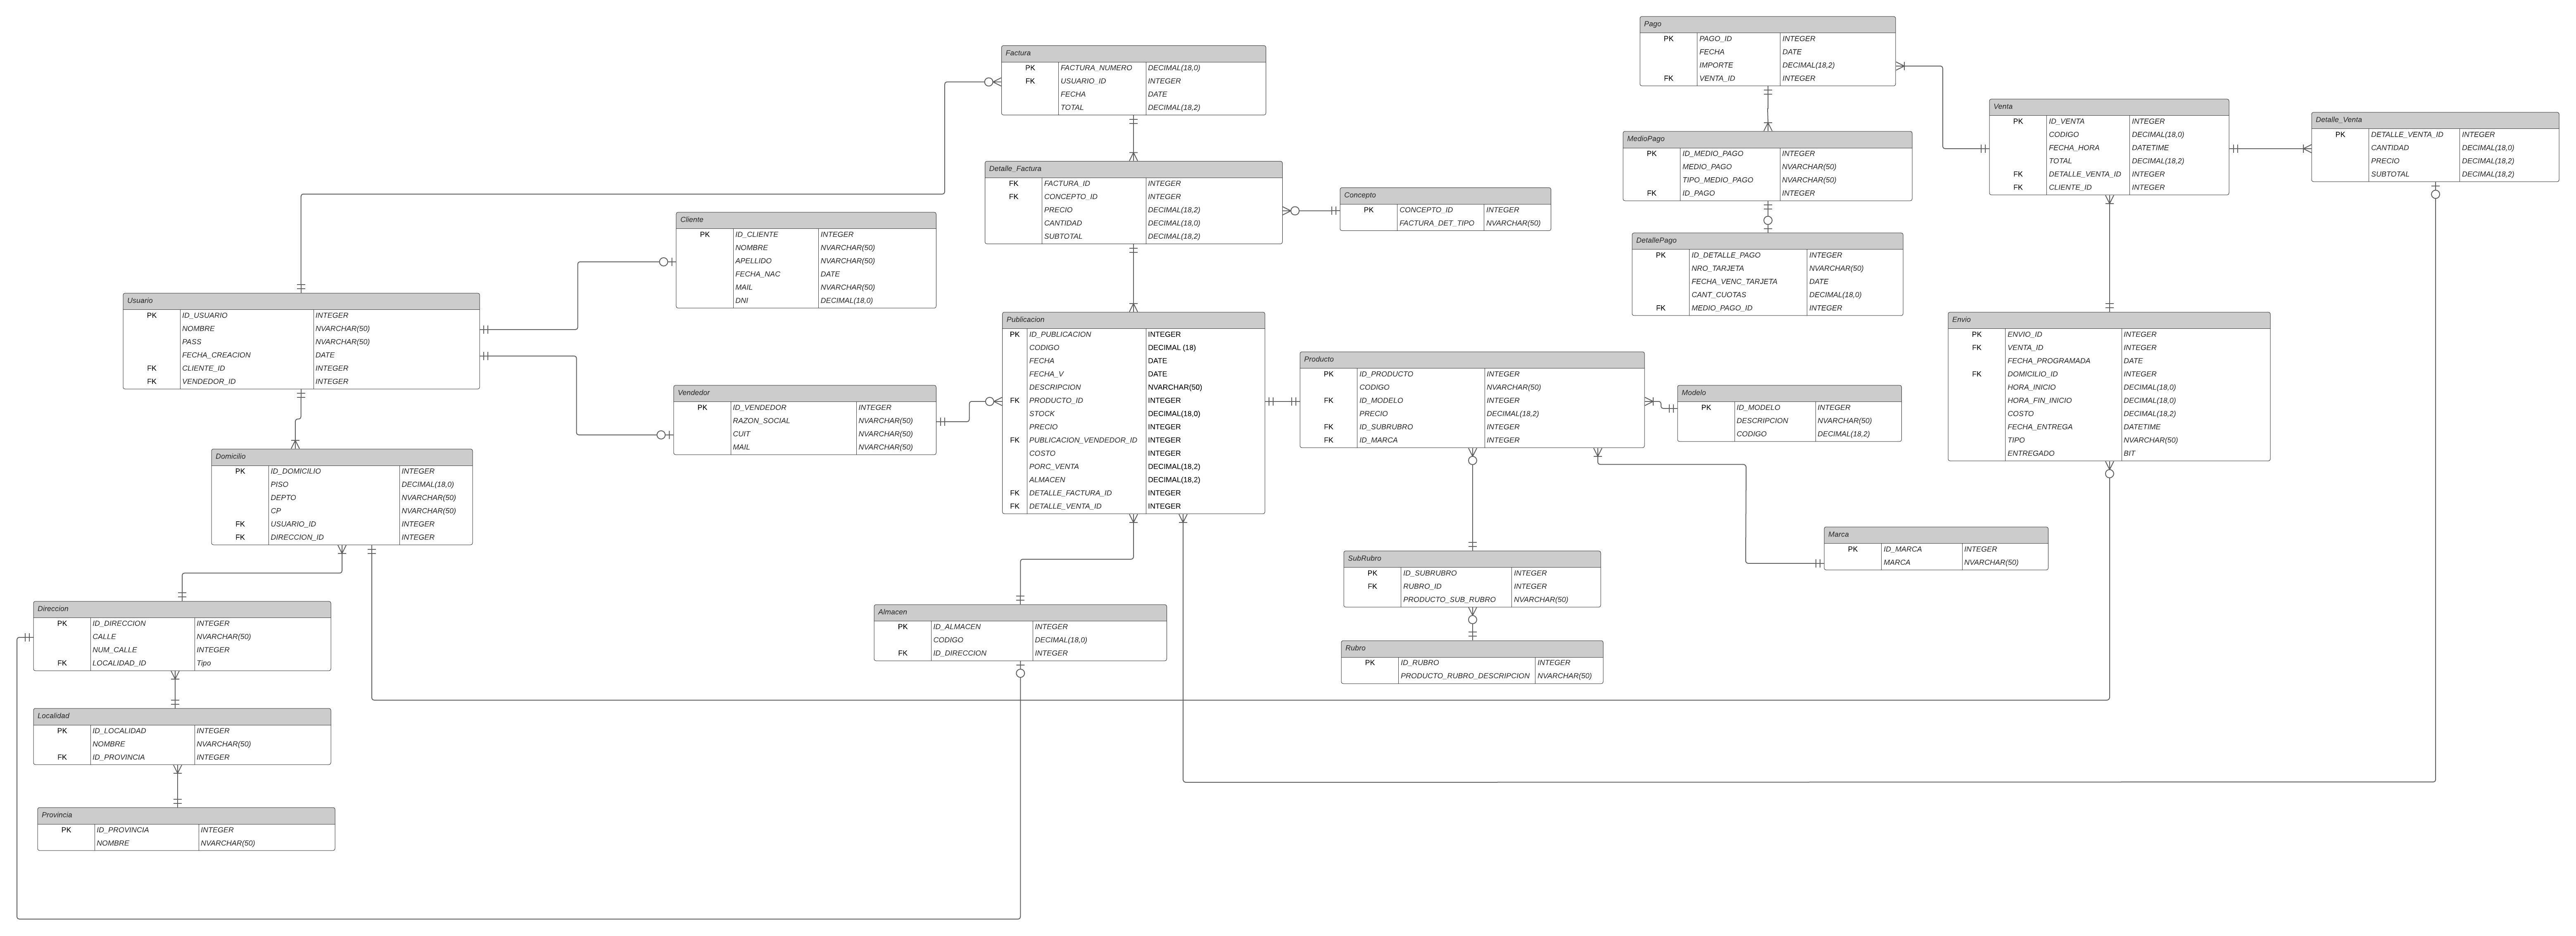 Pago
PK PAGO_ID INTEGER
FECHA DATE
IMPORTE DECIMAL(18,2)
FK VENTA_ID INTEGER
Factura
PK FACTURA_NUMERO DECIMAL(18,0)
FK USUARIO_ID INTEGER
FECHA DATE
TOTAL DECIMAL(18,2)
Venta
PK ID_VENTA INTEGER
CODIGO DECIMAL(18,0)
FECHA_HORA DATETIME
TOTAL DECIMAL(18,2)
FK DETALLE_VENTA_ID INTEGER
FK CLIENTE_ID INTEGER
Detalle_Venta
PK DETALLE_VENTA_ID INTEGER
CANTIDAD DECIMAL(18,0)
PRECIO DECIMAL(18,2)
SUBTOTAL DECIMAL(18,2)
MedioPago
PK ID_MEDIO_PAGO INTEGER
MEDIO_PAGO NVARCHAR(50)
TIPO_MEDIO_PAGO NVARCHAR(50)
FK ID_PAGO INTEGER
Detalle_Factura
FK FACTURA_ID INTEGER
FK CONCEPTO_ID INTEGER
PRECIO DECIMAL(18,2)
CANTIDAD DECIMAL(18,0)
SUBTOTAL DECIMAL(18,2)
Concepto
PK CONCEPTO_ID INTEGER
FACTURA_DET_TIPO NVARCHAR(50)
Cliente
PK ID_CLIENTE INTEGER
NOMBRE NVARCHAR(50)
APELLIDO NVARCHAR(50)
FECHA_NAC DATE
MAIL NVARCHAR(50)
DNI DECIMAL(18,0)
DetallePago
PK ID_DETALLE_PAGO INTEGER
NRO_TARJETA NVARCHAR(50)
FECHA_VENC_TARJETA DATE
CANT_CUOTAS DECIMAL(18,0)
FK MEDIO_PAGO_ID INTEGER
Usuario
PK ID_USUARIO INTEGER
NOMBRE NVARCHAR(50)
PASS NVARCHAR(50)
FECHA_CREACION DATE
FK CLIENTE_ID INTEGER
FK VENDEDOR_ID INTEGER
Publicacion
PK ID_PUBLICACION INTEGER
CODIGO DECIMAL (18)
FECHA DATE
FECHA_V DATE
DESCRIPCION NVARCHAR(50)
FK PRODUCTO_ID INTEGER
STOCK DECIMAL(18,0)
PRECIO INTEGER
FK PUBLICACION_VENDEDOR_ID INTEGER
COSTO INTEGER
PORC_VENTA DECIMAL(18,2)
ALMACEN DECIMAL(18,2)
FK DETALLE_FACTURA_ID INTEGER
FK DETALLE_VENTA_ID INTEGER
Envio
PK ENVIO_ID INTEGER
FK VENTA_ID INTEGER
FECHA_PROGRAMADA DATE
FK DOMICILIO_ID INTEGER
HORA_INICIO DECIMAL(18,0)
HORA_FIN_INICIO DECIMAL(18,0)
COSTO DECIMAL(18,2)
FECHA_ENTREGA DATETIME
TIPO NVARCHAR(50)
ENTREGADO BIT
Producto
PK ID_PRODUCTO INTEGER
CODIGO NVARCHAR(50)
FK ID_MODELO INTEGER
PRECIO DECIMAL(18,2)
FK ID_SUBRUBRO INTEGER
FK ID_MARCA INTEGER
Vendedor
PK ID_VENDEDOR INTEGER
RAZON_SOCIAL NVARCHAR(50)
CUIT NVARCHAR(50)
MAIL NVARCHAR(50)
Modelo
PK ID_MODELO INTEGER
DESCRIPCION NVARCHAR(50)
CODIGO DECIMAL(18,2)
Domicilio
PK ID_DOMICILIO INTEGER
PISO DECIMAL(18,0)
DEPTO NVARCHAR(50)
CP NVARCHAR(50)
FK USUARIO_ID INTEGER
FK DIRECCION_ID INTEGER
Marca
PK ID_MARCA INTEGER
MARCA NVARCHAR(50)
SubRubro
PK ID_SUBRUBRO INTEGER
FK RUBRO_ID INTEGER
PRODUCTO_SUB_RUBRO NVARCHAR(50)
Direccion
PK ID_DIRECCION INTEGER
CALLE NVARCHAR(50)
NUM_CALLE INTEGER
FK LOCALIDAD_ID Tipo
Almacen
PK ID_ALMACEN INTEGER
CODIGO DECIMAL(18,0)
FK ID_DIRECCION INTEGER
Rubro
PK ID_RUBRO INTEGER
PRODUCTO_RUBRO_DESCRIPCION NVARCHAR(50)
Localidad
PK ID_LOCALIDAD INTEGER
NOMBRE NVARCHAR(50)
FK ID_PROVINCIA INTEGER
Provincia
PK ID_PROVINCIA INTEGER
NOMBRE NVARCHAR(50)